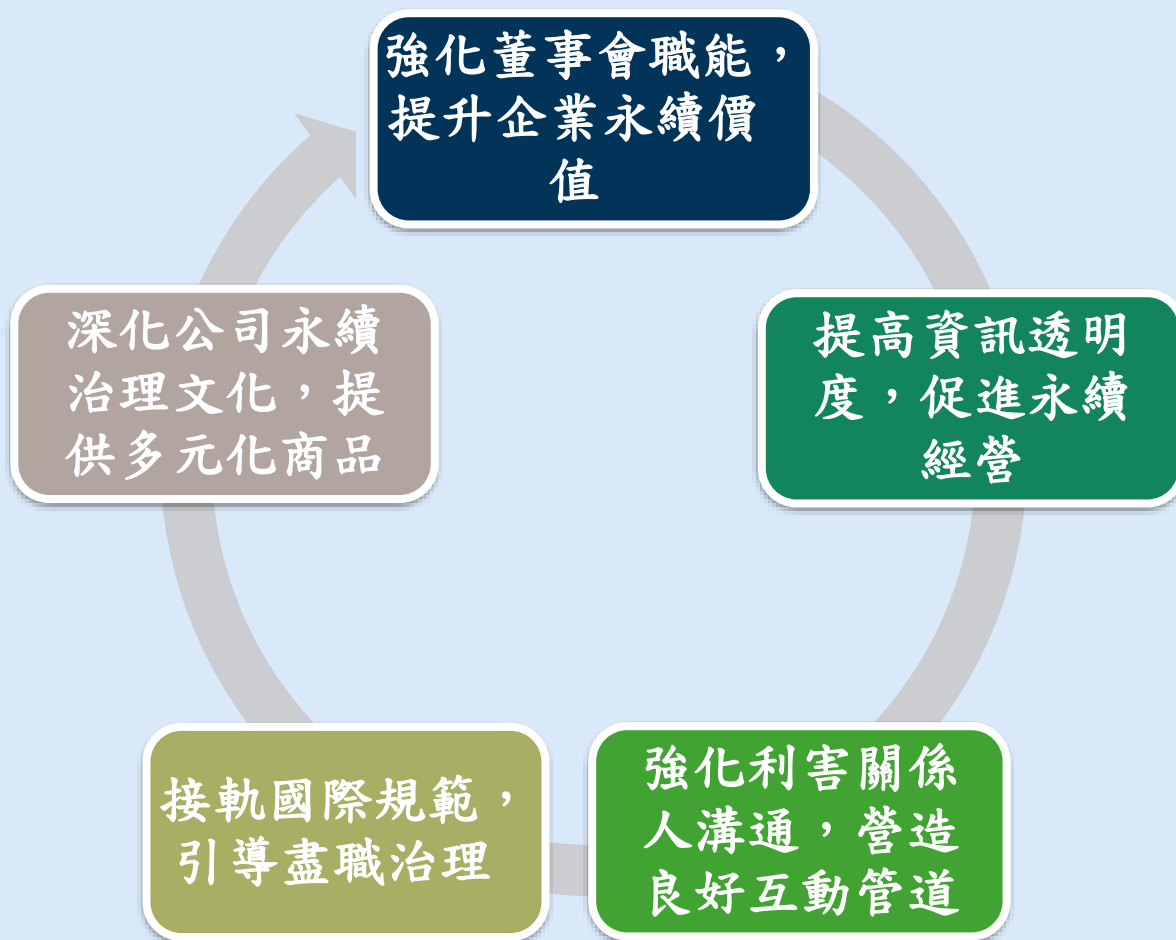 強化董事會職能，
提升企業永續價
值
提高資訊透明
度，促進永續
經營
強化利害關係
人溝通，營造
良好互動管道
接軌國際規範，
引導盡職治理
深化公司永續
治理文化，提
供多元化商品